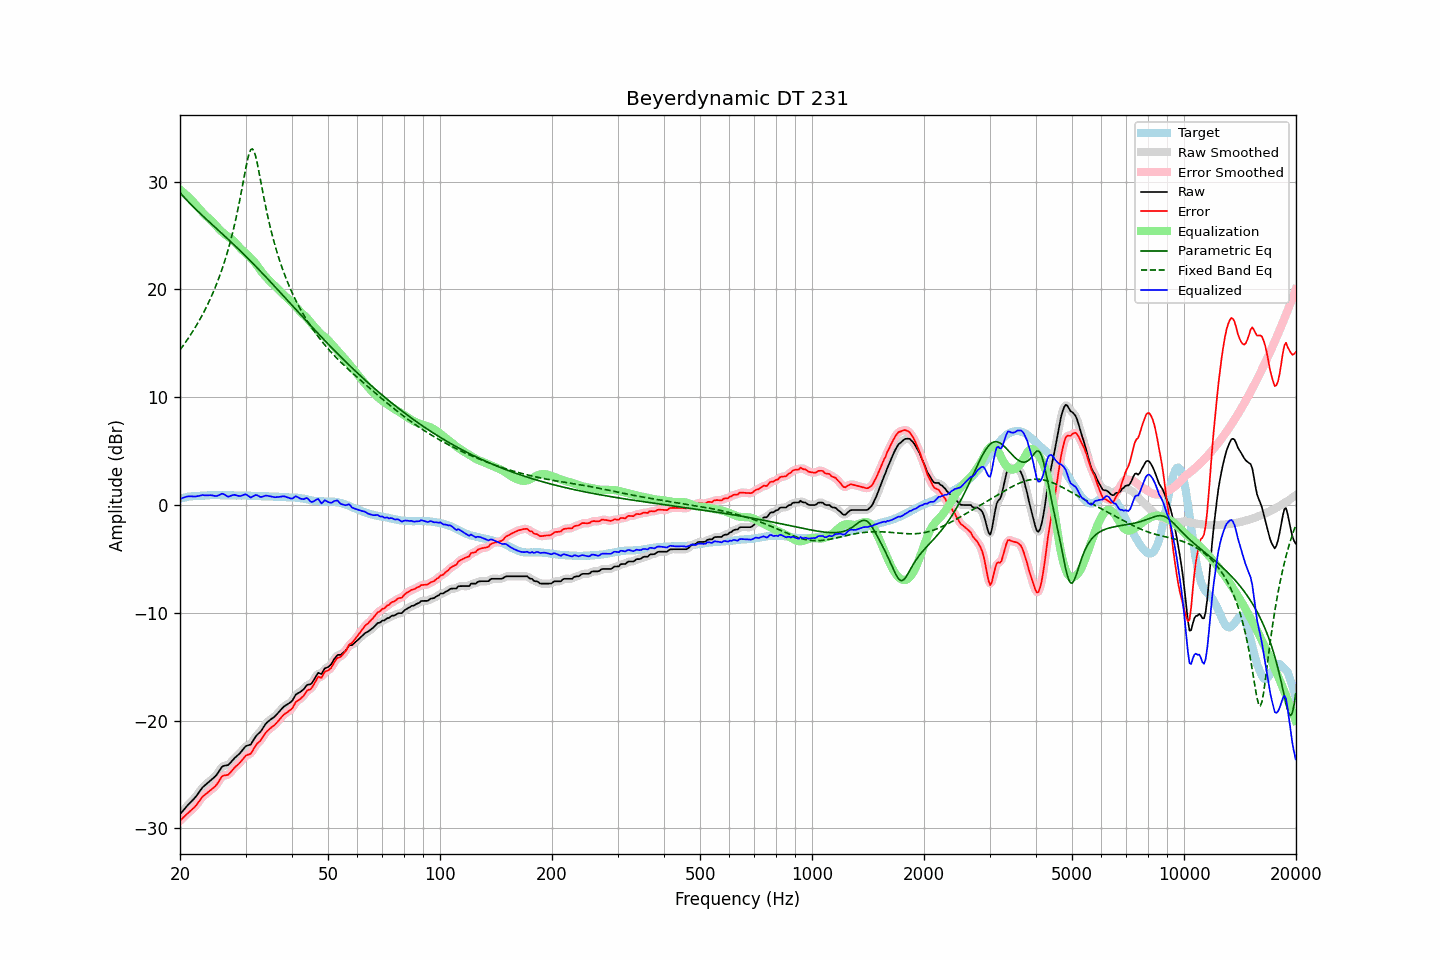 Beyerdynamic DT 231
Target
Raw Smoothed
Error Smoothed
Raw
Error
Equalization
Parametric Eq
Fixed Band Eq
Equalized
Amplitude (dBr)
30
20
10
0
−10
−20
−30
20 50 100 200 500 1000 2000 5000 10000 20000
Frequency (Hz)